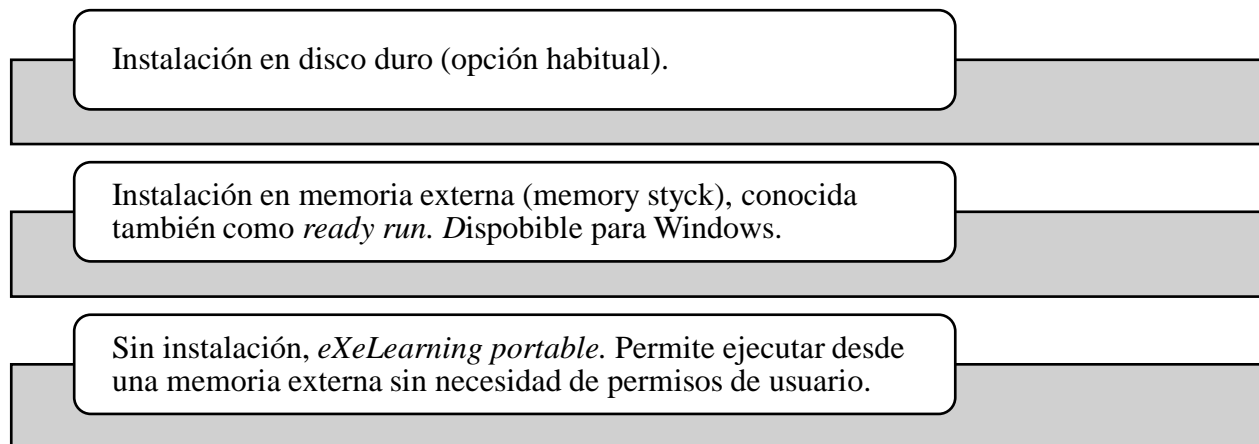 Instalación en disco duro (opción habitual).
Instalación en memoria externa (memory styck), conocida
también como ready run. Dispobible para Windows.
Sin instalación, eXeLearning portable. Permite ejecutar desde
una memoria externa sin necesidad de permisos de usuario.